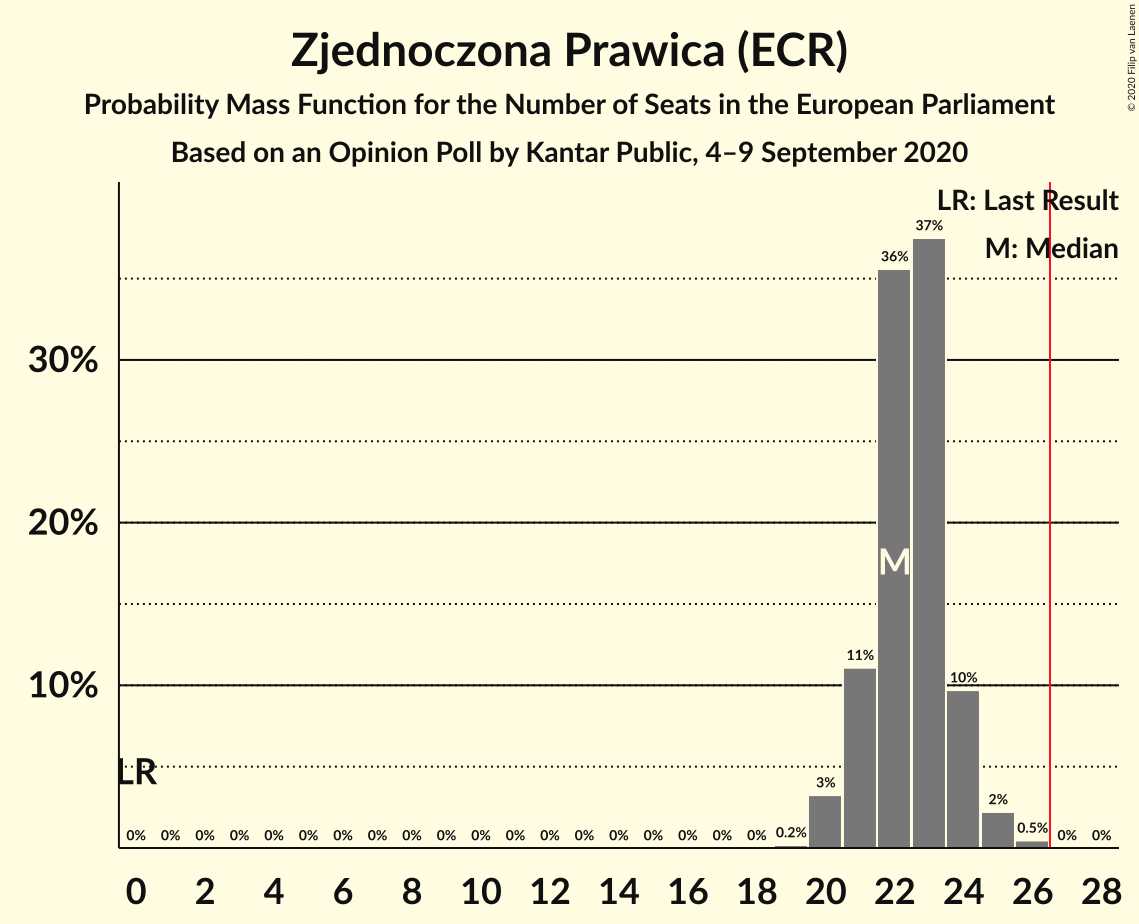 Zjednoczona Prawica (ECR)
Probability Mass Function for the Number of Seats in the European Parliament
Based on an Opinion Poll by Kantar Public, 4–9 September 2020
© 2020 Filip van Laenen
LR: Last Result
M: Median
37%
36%
30%
20%
M
11%
10%
10%
LR
3%
2%
0% 0% 0% 0% 0% 0% 0% 0% 0% 0% 0% 0% 0% 0% 0% 0% 0% 0% 0% 0.2% 0.5% 0% 0%
0 2 4 6 8 10 12 14 16 18 20 22 24 26 28